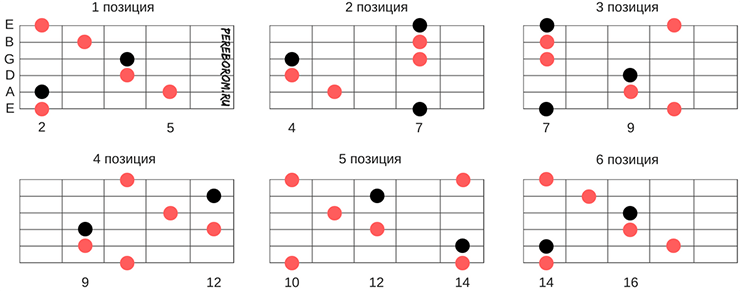 1 позиция
2 позиция
3 позиция
E
B
G
D
A
E
PEREBOROM.RU
2 5
4 7
7 9
4 позиция
5 позиция
6 позиция
9 12
10 12 14
14 16